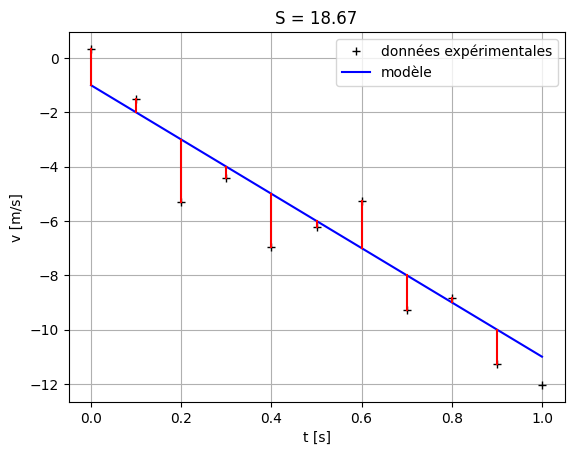 S = 18.67
données expérimentales
modèle
0
−2
−4
−6
−8
−10
−12
v [m/s]
0.0 0.2 0.4 0.6 0.8 1.0
t [s]